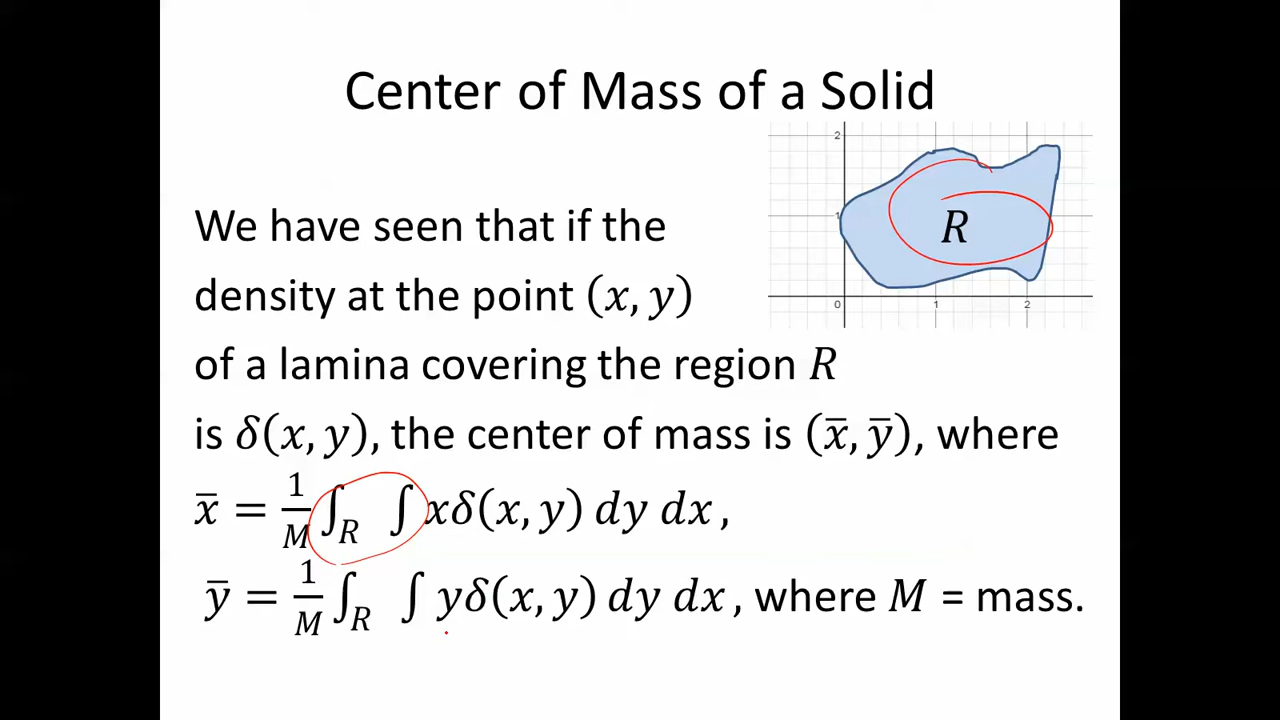 Center of Mass of a Solid
2
1
R
0 1 2
We have seen that if the
density at the point (x, y)
of a lamina covering the region R
is δ(x, y), the center of mass is (x̅, y̅), where
x̅ = 1/M ∫_R ∫ xδ(x, y) dy dx,
y̅ = 1/M ∫_R ∫ yδ(x, y) dy dx, where M = mass.